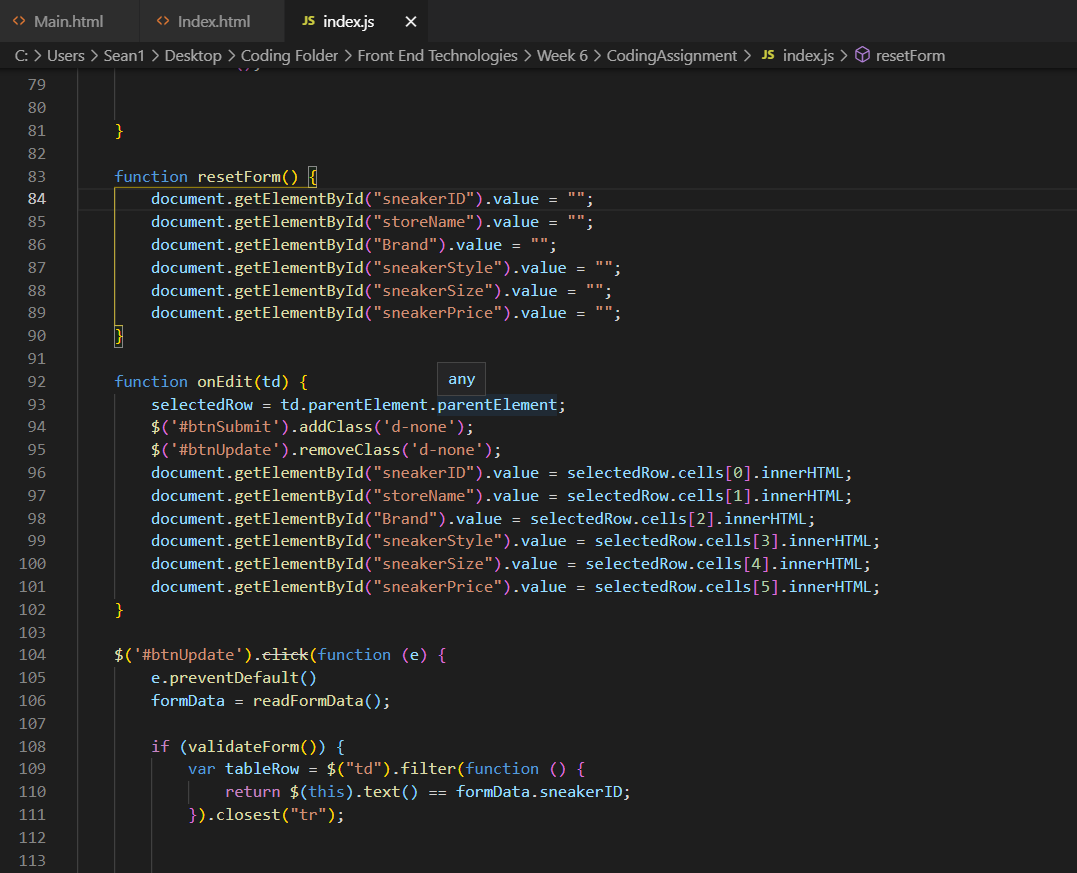 Main.html Index.html JS index.js ×
C: > Users > Sean1 > Desktop > Coding Folder > Front End Technologies > Week 6 > CodingAssignment > JS index.js > resetForm
79
80
81 }
82
83 function resetForm() {
84 document.getElementById("sneakerID").value = "";
85 document.getElementById("storeName").value = "";
86 document.getElementById("Brand").value = "";
87 document.getElementById("sneakerStyle").value = "";
88 document.getElementById("sneakerSize").value = "";
89 document.getElementById("sneakerPrice").value = "";
90 }
91
any
92 function onEdit(td) {
93 selectedRow = td.parentElement.parentElement;
94 $('#btnSubmit').addClass('d-none');
95 $('#btnUpdate').removeClass('d-none');
96 document.getElementById("sneakerID").value = selectedRow.cells[0].innerHTML;
97 document.getElementById("storeName").value = selectedRow.cells[1].innerHTML;
98 document.getElementById("Brand").value = selectedRow.cells[2].innerHTML;
99 document.getElementById("sneakerStyle").value = selectedRow.cells[3].innerHTML;
100 document.getElementById("sneakerSize").value = selectedRow.cells[4].innerHTML;
101 document.getElementById("sneakerPrice").value = selectedRow.cells[5].innerHTML;
102 }
103
104 $('#btnUpdate').click(function (e) {
105 e.preventDefault()
106 formData = readFormData();
107
108 if (validateForm()) {
109 var tableRow = $("td").filter(function () {
110 return $(this).text() == formData.sneakerID;
111 }).closest("tr");
112
113